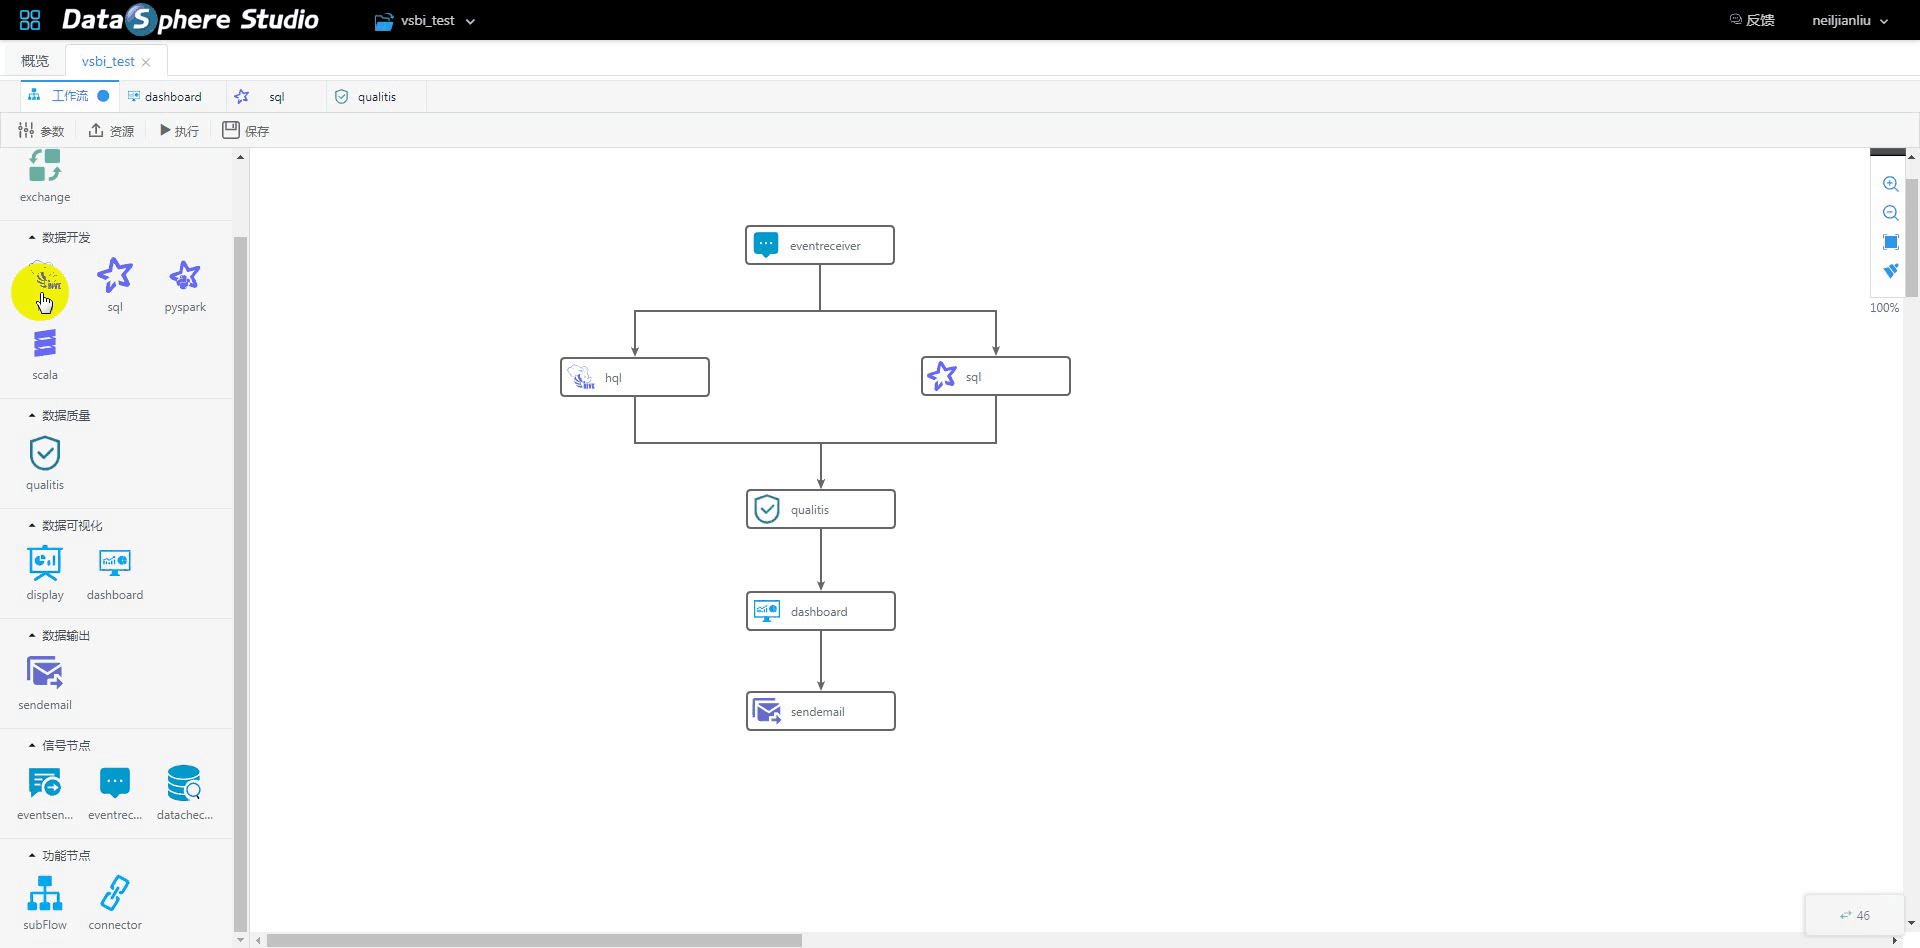 DataSphere Studio
vsbi_test
反馈
neiljianliu
概览
vsbi_test
工作流
dashboard
sql
qualitis
参数
资源
执行
保存
exchange
数据开发
HIVE
sql
pyspark
scala
数据质量
qualitis
数据可视化
display
dashboard
数据输出
sendemail
信号节点
eventsen...
eventrec...
datachec...
功能节点
subFlow
connector
eventreceiver
HIVE
hql
sql
qualitis
dashboard
sendemail
100%
46